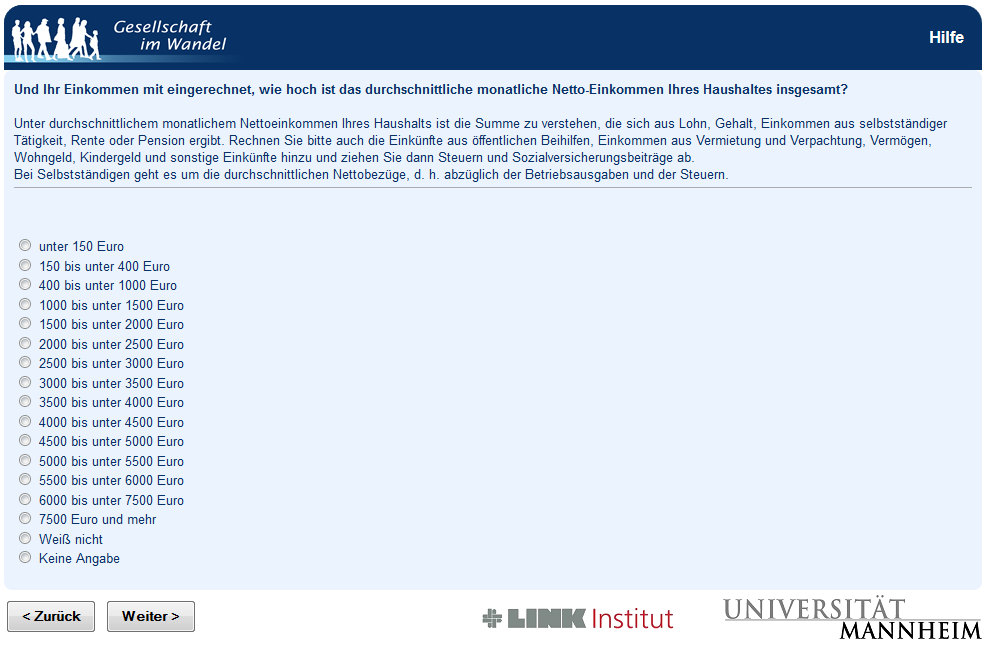 Gesellschaft
im Wandel
Hilfe
Und Ihr Einkommen mit eingerechnet, wie hoch ist das durchschnittliche monatliche Netto-Einkommen Ihres Haushaltes insgesamt?
Unter durchschnittlichem monatlichem Nettoeinkommen Ihres Haushalts ist die Summe zu verstehen, die sich aus Lohn, Gehalt, Einkommen aus selbstständiger
Tätigkeit, Rente oder Pension ergibt. Rechnen Sie bitte auch die Einkünfte aus öffentlichen Beihilfen, Einkommen aus Vermietung und Verpachtung, Vermögen,
Wohngeld, Kindergeld und sonstige Einkünfte hinzu und ziehen Sie dann Steuern und Sozialversicherungsbeiträge ab.
Bei Selbstständigen geht es um die durchschnittlichen Nettobezüge, d. h. abzüglich der Betriebsausgaben und der Steuern.
unter 150 Euro
150 bis unter 400 Euro
400 bis unter 1000 Euro
1000 bis unter 1500 Euro
1500 bis unter 2000 Euro
2000 bis unter 2500 Euro
2500 bis unter 3000 Euro
3000 bis unter 3500 Euro
3500 bis unter 4000 Euro
4000 bis unter 4500 Euro
4500 bis unter 5000 Euro
5000 bis unter 5500 Euro
5500 bis unter 6000 Euro
6000 bis unter 7500 Euro
7500 Euro und mehr
Weiß nicht
Keine Angabe
< Zurück
Weiter >
LINK Institut
UNIVERSITÄT
MANNHEIM